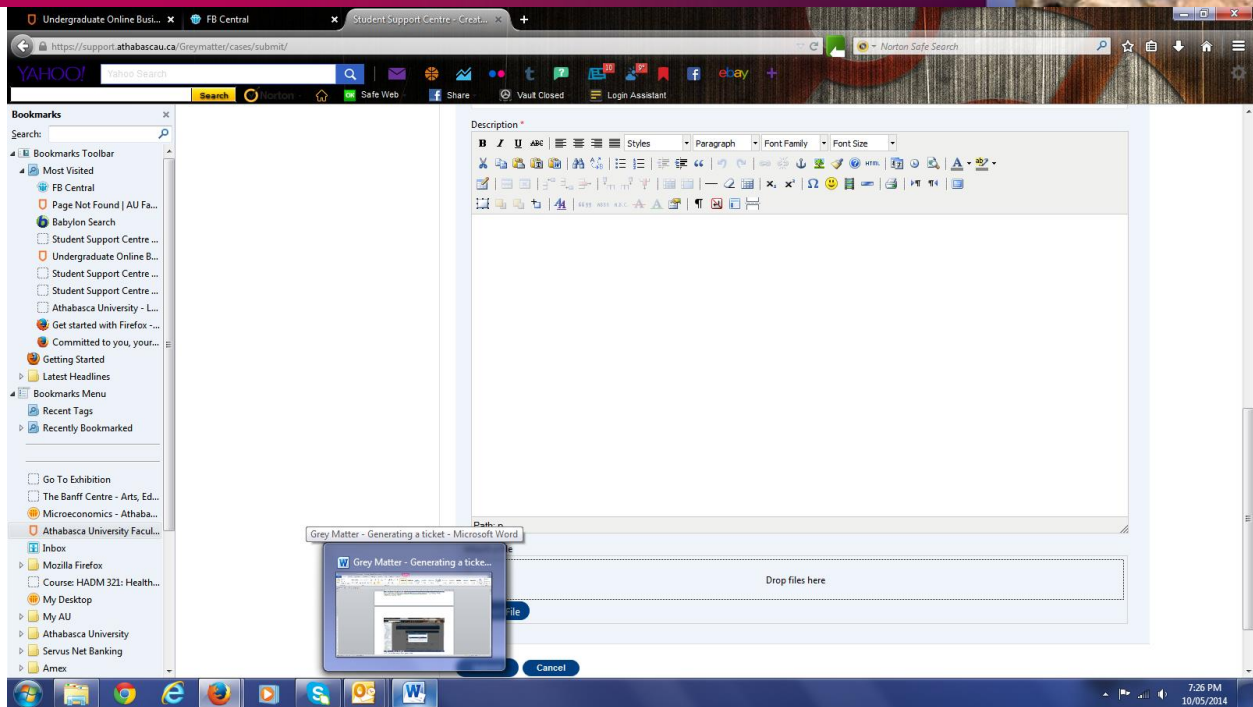 Undergraduate Online Busi... ×
FB Central ×
Student Support Centre - Creat... × +
https://support.athabascau.ca/Greymatter/cases/submit/
Norton Safe Search
YAHOO! Yahoo Search
ebay +
Search Norton Safe Web Share Vault Closed Login Assistant
Bookmarks ×
Search:
Bookmarks Toolbar
Most Visited
FB Central
Page Not Found | AU Fa...
Babylon Search
Student Support Centre ...
Undergraduate Online B...
Student Support Centre ...
Student Support Centre ...
Athabasca University - L...
Get started with Firefox -...
Committed to you, your...
Getting Started
Latest Headlines
Bookmarks Menu
Recent Tags
Recently Bookmarked
Go To Exhibition
The Banff Centre - Arts, Ed...
Microeconomics - Athaba...
Athabasca University Facul...
Inbox
Mozilla Firefox
Course: HADM 321: Health...
My Desktop
My AU
Athabasca University
Servus Net Banking
Amex
Description *
B I U ABC Styles Paragraph Font Family Font Size
HTML
Path: p
Grey Matter - Generating a ticket - Microsoft Word
Grey Matter - Generating a ticke...
Drop files here
File
Cancel
7:26 PM
10/05/2014